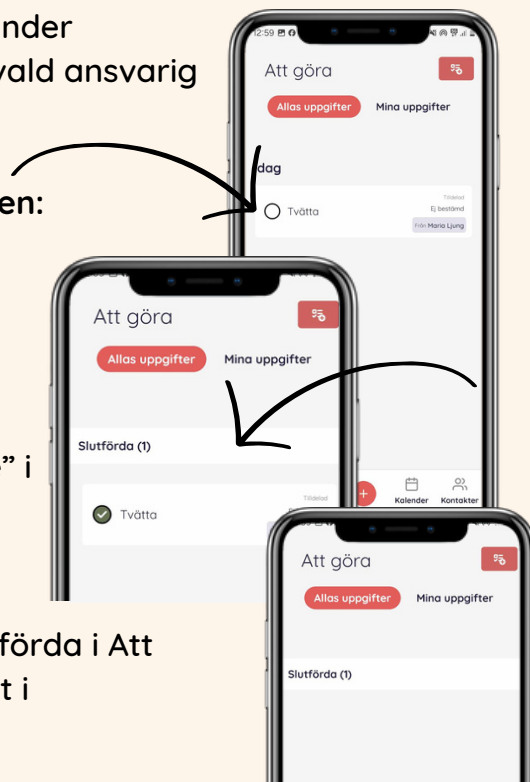 nder
vald ansvarig
en:
” i
förda i Att
t i
12:59
Att göra
Allas uppgifter
Mina uppgifter
dag
Tvätta
Tilldelad
Ej bestämd
Från Maria Ljung
Kalender
Kontakter
Att göra
Allas uppgifter
Mina uppgifter
Slutförda (1)
Tvätta
Tilldelad
Att göra
Allas uppgifter
Mina uppgifter
Slutförda (1)